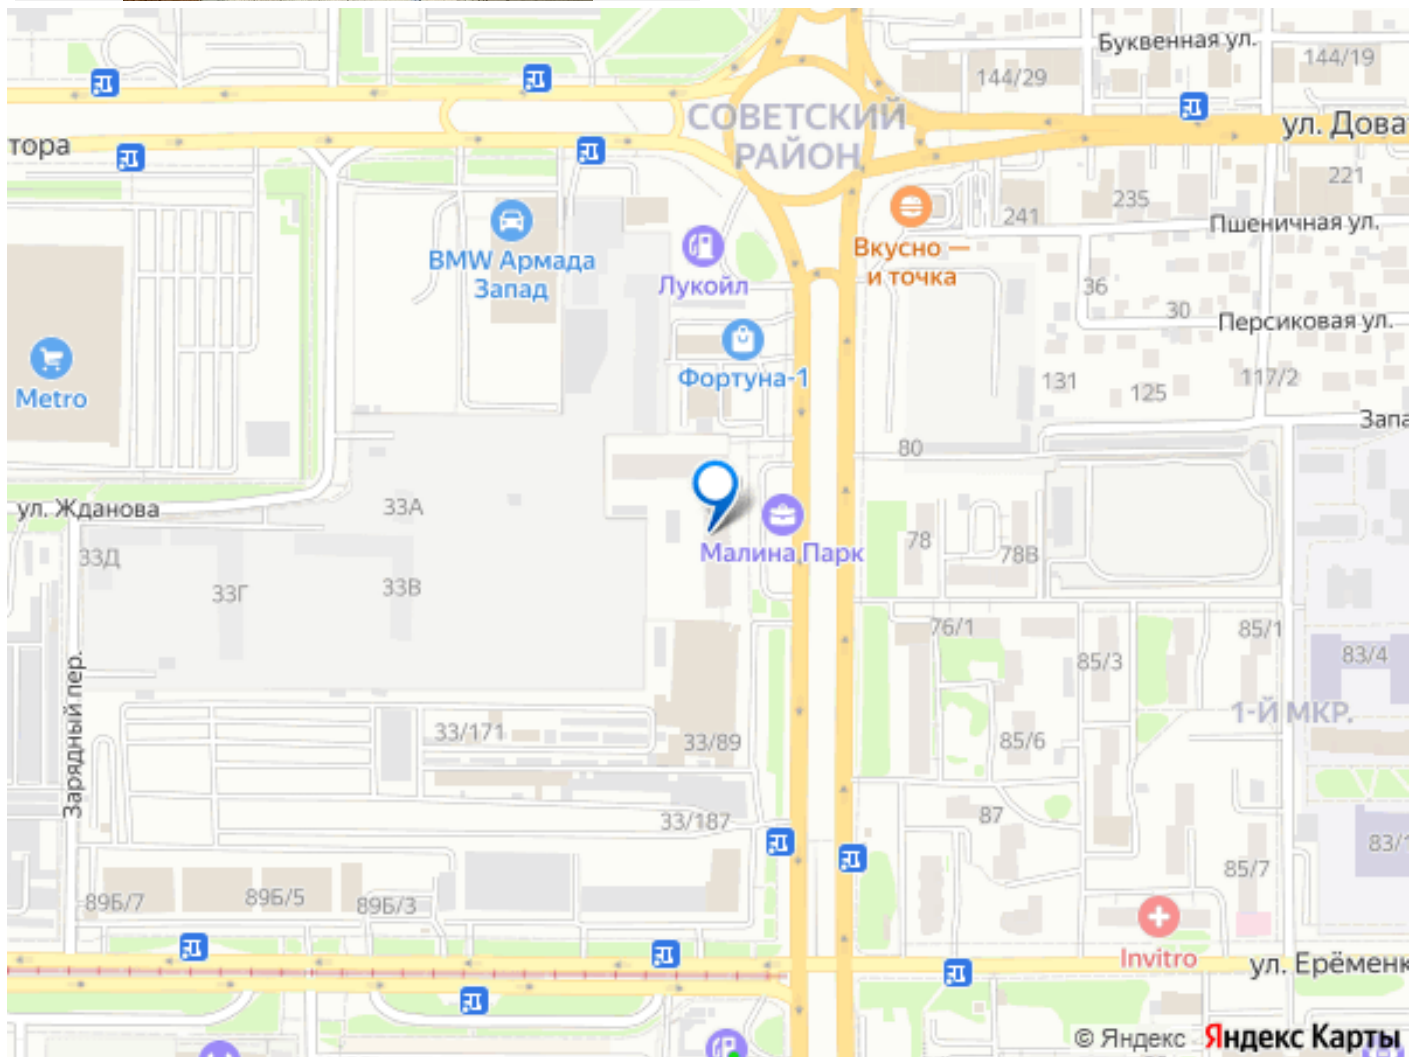 Буквенная ул.
144/19
144/29
СОВЕТСКИЙ
РАЙОН
ул. Дова
тора
221
235
241
Пшеничная ул.
BMW Армада
Запад
Лукойл
Вкусно —
и точка
36
30
Персиковая ул.
Metro
Фортуна-1
131
125
117/2
Запа
80
ул. Жданова
33А
33Д
33Г
33В
Малина Парк
78
78В
76/1
85/1
85/3
83/4
Зарядный пер.
1-Й МКР.
33/171
33/89
85/6
33/187
87
83/1
85/7
89Б/7
89Б/5
89Б/3
Invitro
ул. Ерёменк
© Яндекс Яндекс Карты